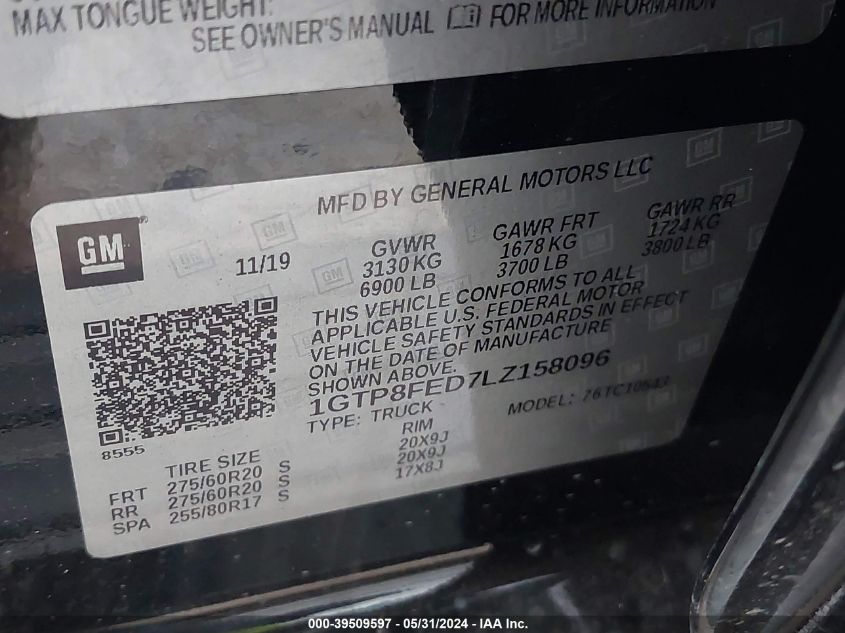 MAX TONGUE WEIGHT:
SEE OWNER'S MANUAL FOR MORE INFORMATION
MFD BY GENERAL MOTORS LLC
GM
11/19
GVWR
3130 KG
6900 LB
GAWR FRT
1678 KG
3700 LB
GAWR RR
1724 KG
3800 LB
THIS VEHICLE CONFORMS TO ALL
APPLICABLE U.S. FEDERAL MOTOR
VEHICLE SAFETY STANDARDS IN EFFECT
ON THE DATE OF MANUFACTURE
SHOWN ABOVE.
1GTP8FED7LZ158096
TYPE: TRUCK
MODEL: 76TC10543
8555
TIRE SIZE
RIM
FRT 275/60R20 S 20X9J
RR 275/60R20 S 20X9J
SPA 255/80R17 S 17X8J
000-39509597 - 05/31/2024 - IAA Inc.